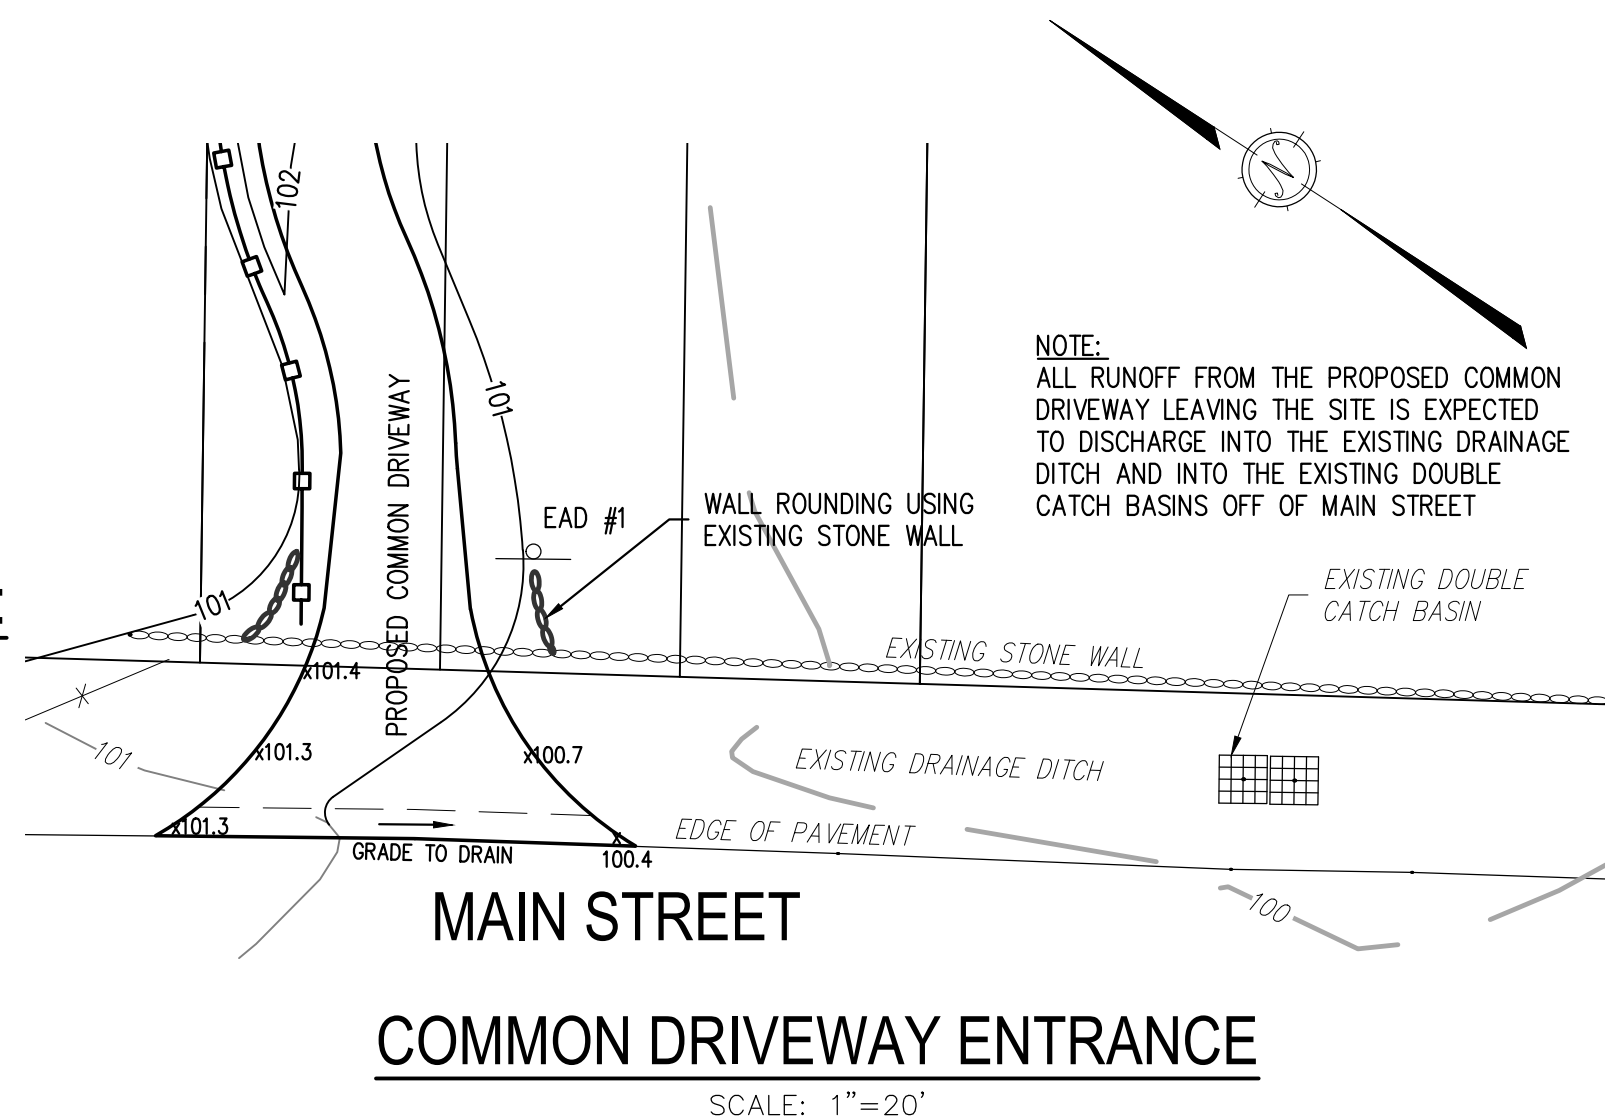 N
NOTE:
ALL RUNOFF FROM THE PROPOSED COMMON
DRIVEWAY LEAVING THE SITE IS EXPECTED
TO DISCHARGE INTO THE EXISTING DRAINAGE
DITCH AND INTO THE EXISTING DOUBLE
CATCH BASINS OFF OF MAIN STREET
102
101
PROPOSED COMMON DRIVEWAY
EAD #1
WALL ROUNDING USING
EXISTING STONE WALL
EXISTING DOUBLE
CATCH BASIN
101
EXISTING STONE WALL
x101.4
101
x101.3
x100.7
EXISTING DRAINAGE DITCH
x101.3
GRADE TO DRAIN
x
100.4
EDGE OF PAVEMENT
100
MAIN STREET
COMMON DRIVEWAY ENTRANCE
SCALE: 1"=20'